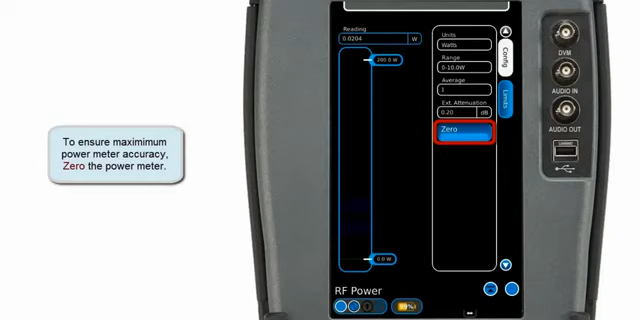 To ensure maximimum
power meter accuracy,
Zero the power meter.
Reading
0.0204 W
200.0 W
0.0 W
Units
Watts
Range
0-10.0W
Average
1
Ext. Attenuation
0.20 dB
Zero
Config
Limits
RF Power
99%
DVM
AUDIO IN
AUDIO OUT